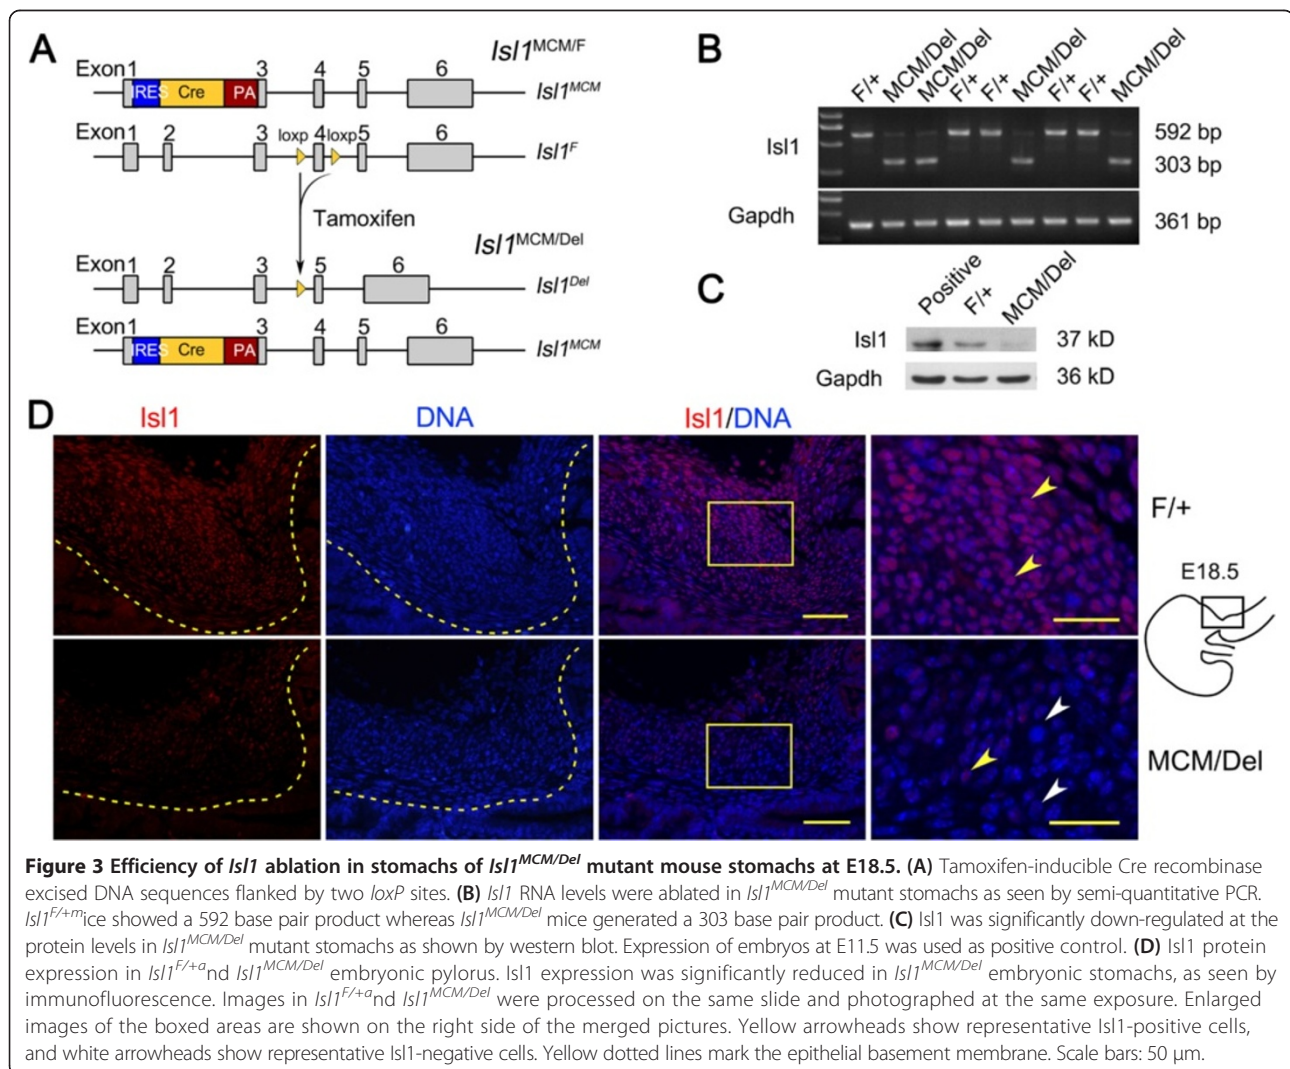 A
Isl1MCM/F
Exon1 3 4 5 6
IRES Cre PA
Isl1MCM
Exon1 2 3 loxp 4 loxp 5 6
Isl1F
Tamoxifen
Isl1MCM/Del
Exon1 2 3 5 6
Isl1Del
Exon1 3 4 5 6
IRES Cre PA
Isl1MCM
B
F/+ MCM/Del MCM/Del F/+ F/+ MCM/Del F/+ F/+ MCM/Del
Isl1
592 bp
303 bp
Gapdh
361 bp
C
Positive F/+ MCM/Del
Isl1 37 kD
Gapdh 36 kD
D
Isl1 DNA Isl1/DNA
F/+
E18.5
MCM/Del
Figure 3 Efficiency of Isl1 ablation in stomachs of Isl1MCM/Del mutant mouse stomachs at E18.5. (A) Tamoxifen-inducible Cre recombinase
excised DNA sequences flanked by two loxP sites. (B) Isl1 RNA levels were ablated in Isl1MCM/Del mutant stomachs as seen by semi-quantitative PCR.
Isl1F/+mice showed a 592 base pair product whereas Isl1MCM/Del mice generated a 303 base pair product. (C) Isl1 was significantly down-regulated at the
protein levels in Isl1MCM/Del mutant stomachs as shown by western blot. Expression of embryos at E11.5 was used as positive control. (D) Isl1 protein
expression in Isl1F/+and Isl1MCM/Del embryonic pylorus. Isl1 expression was significantly reduced in Isl1MCM/Del embryonic stomachs, as seen by
immunofluorescence. Images in Isl1F/+and Isl1MCM/Del were processed on the same slide and photographed at the same exposure. Enlarged
images of the boxed areas are shown on the right side of the merged pictures. Yellow arrowheads show representative Isl1-positive cells,
and white arrowheads show representative Isl1-negative cells. Yellow dotted lines mark the epithelial basement membrane. Scale bars: 50 μm.